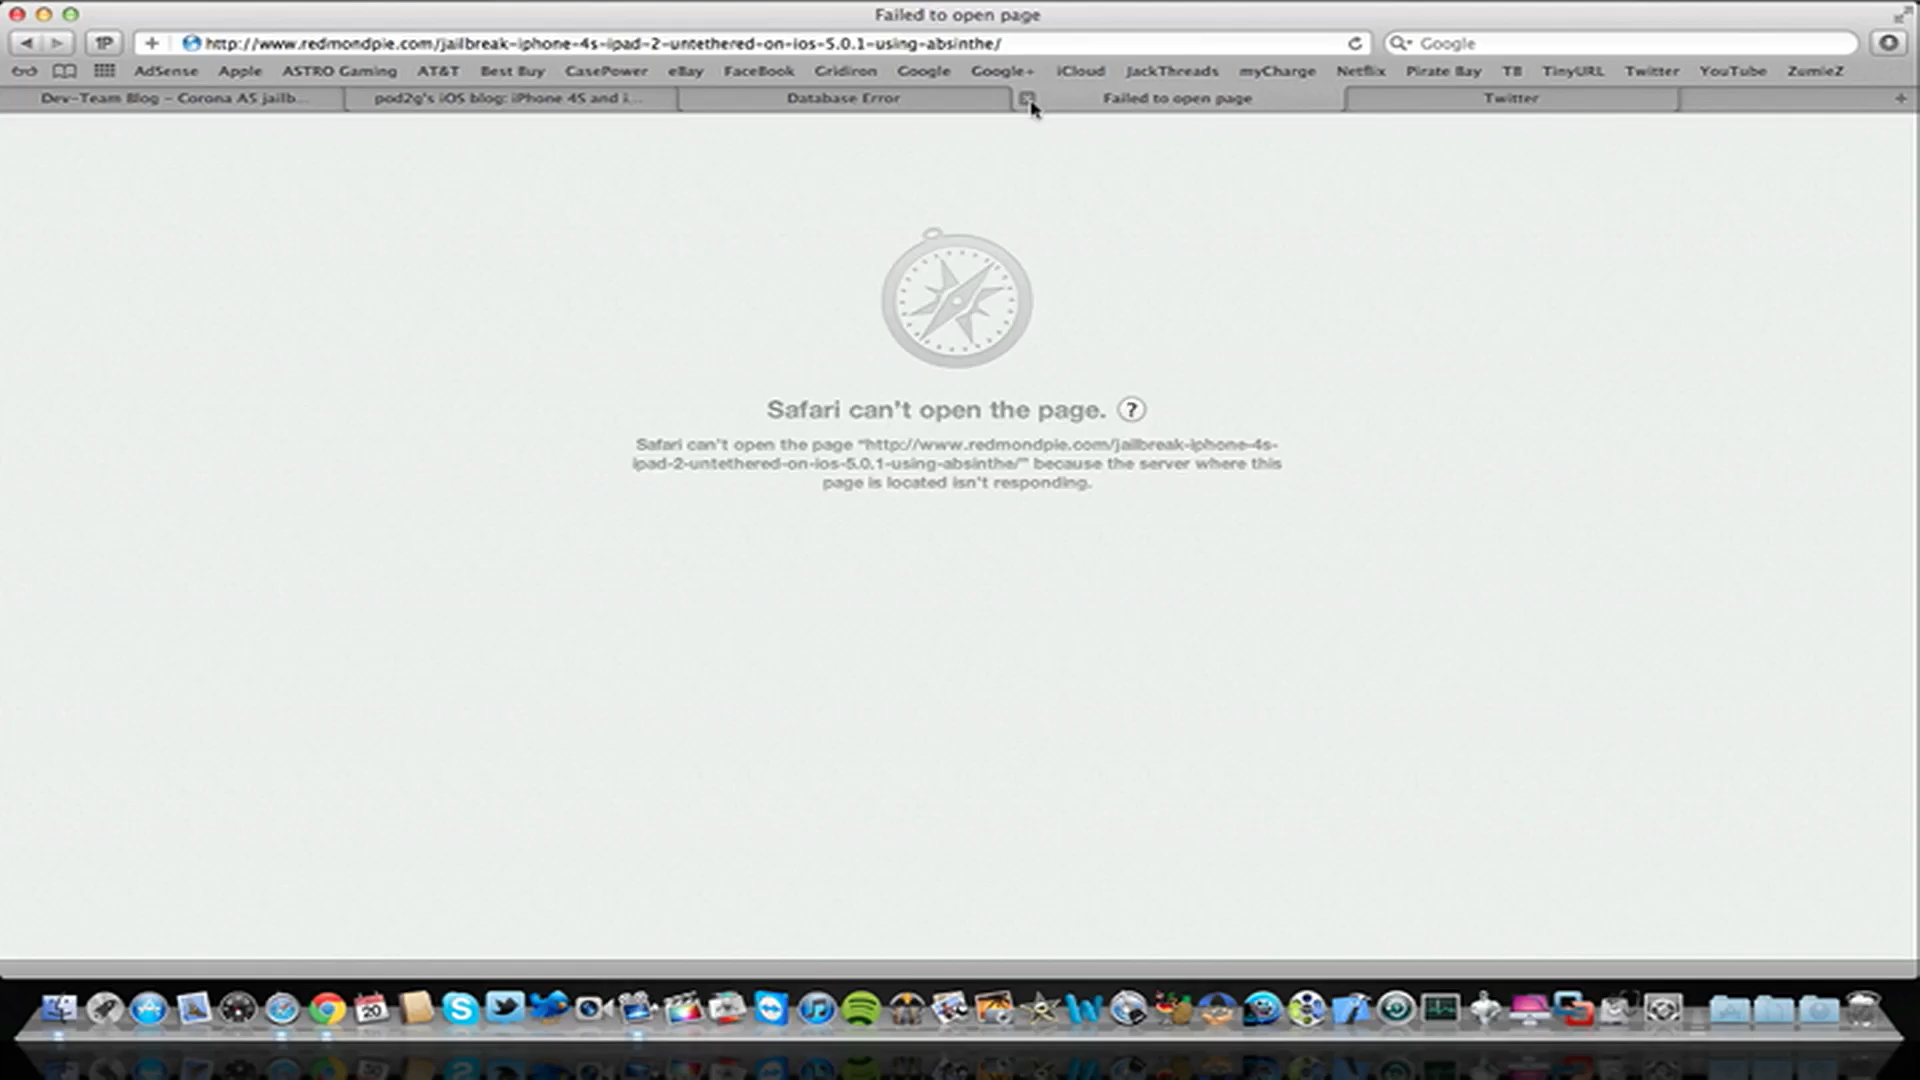 Failed to open page
http://www.redmondpie.com/jailbreak-iphone-4s-ipad-2-untethered-on-ios-5.0.1-using-absinthe/
Google
AdSense Apple ASTRO Gaming AT&T Best Buy CasePower eBay FaceBook Gridiron Google Google+ iCloud JackThreads myCharge Netflix Pirate Bay TB TinyURL Twitter YouTube ZumieZ
Dev-Team Blog - Corona A5 jailb... pod2g's iOS blog: iPhone 4S and i... Database Error Failed to open page Twitter
Safari can't open the page. ?
Safari can't open the page "http://www.redmondpie.com/jailbreak-iphone-4s-
ipad-2-untethered-on-ios-5.0.1-using-absinthe/" because the server where this
page is located isn't responding.
20